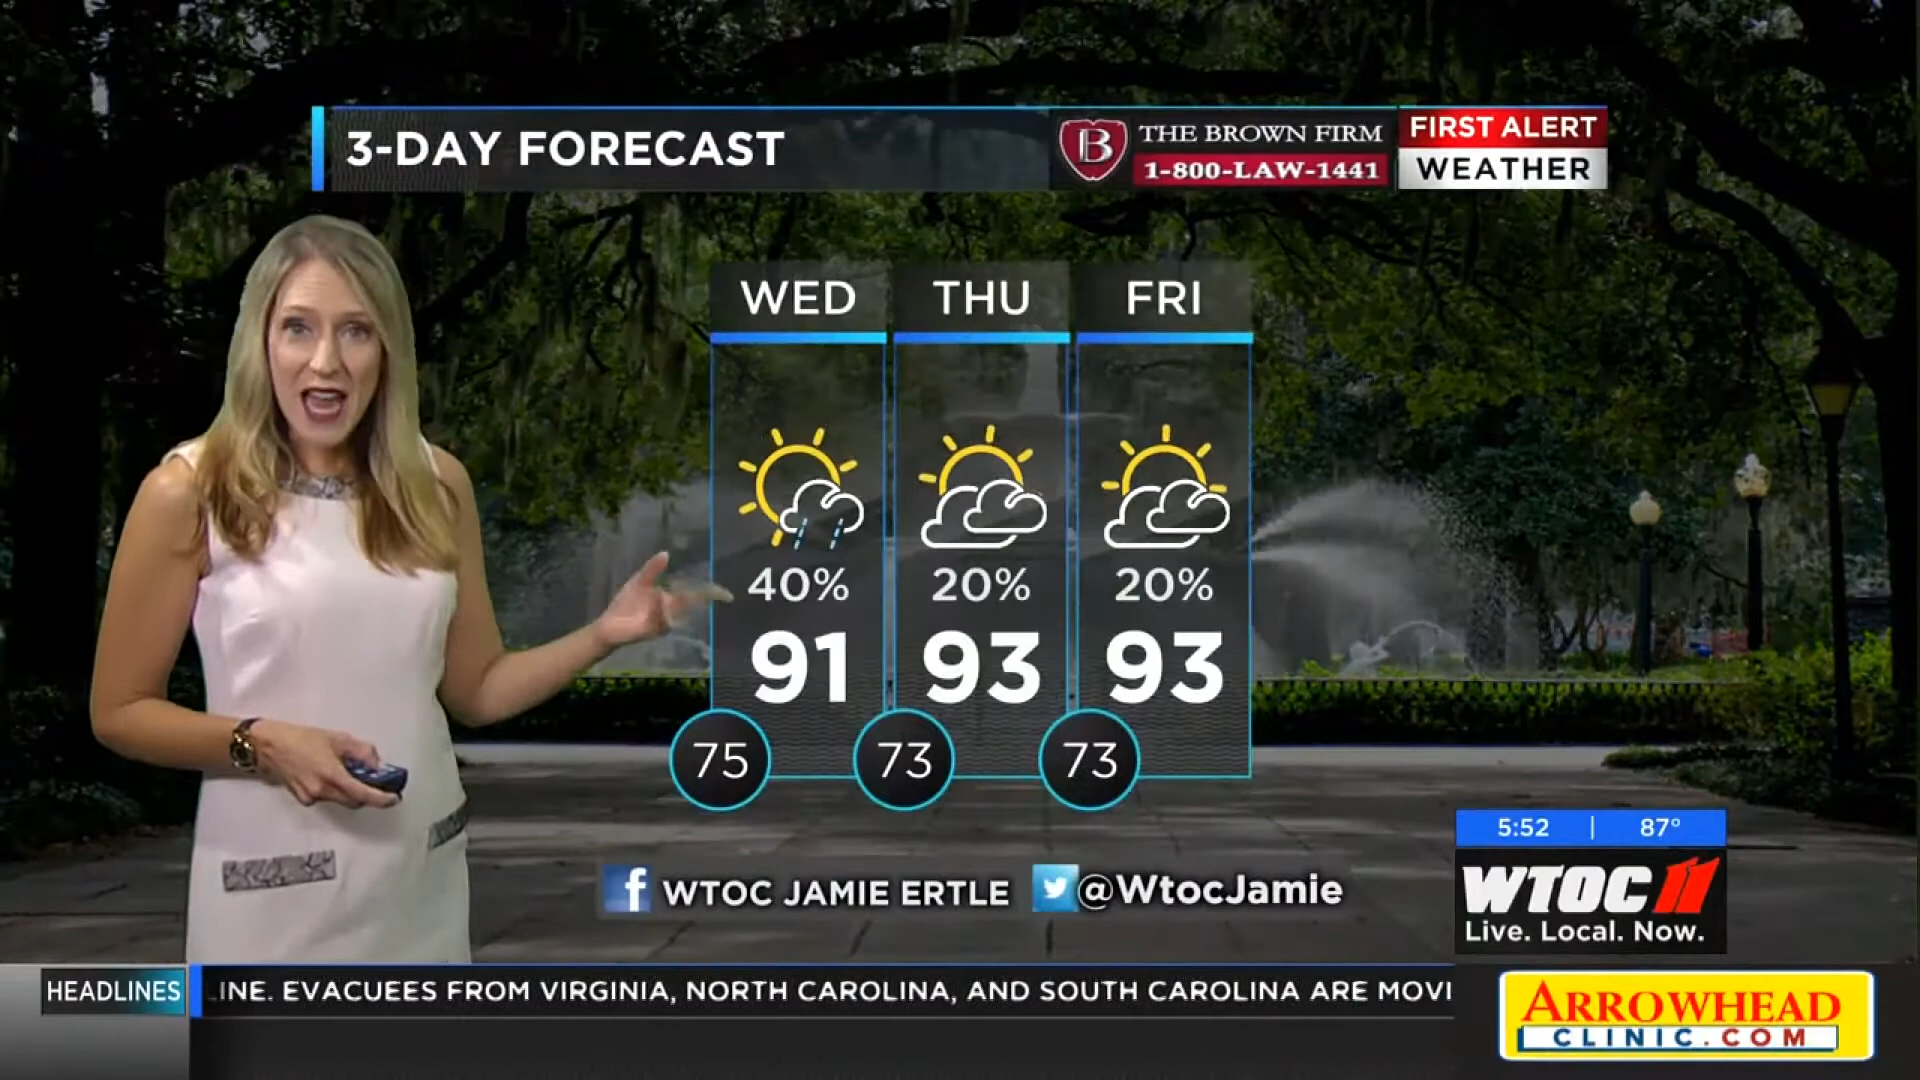 3-DAY FORECAST
B THE BROWN FIRM
1-800-LAW-1441
FIRST ALERT
WEATHER
WED THU FRI
40% 20% 20%
91 93 93
75 73 73
f WTOC JAMIE ERTLE @WtocJamie
5:52 | 87°
WTOC 11
Live. Local. Now.
HEADLINES
LINE. EVACUEES FROM VIRGINIA, NORTH CAROLINA, AND SOUTH CAROLINA ARE MOVI
ARROWHEAD
CLINIC.COM